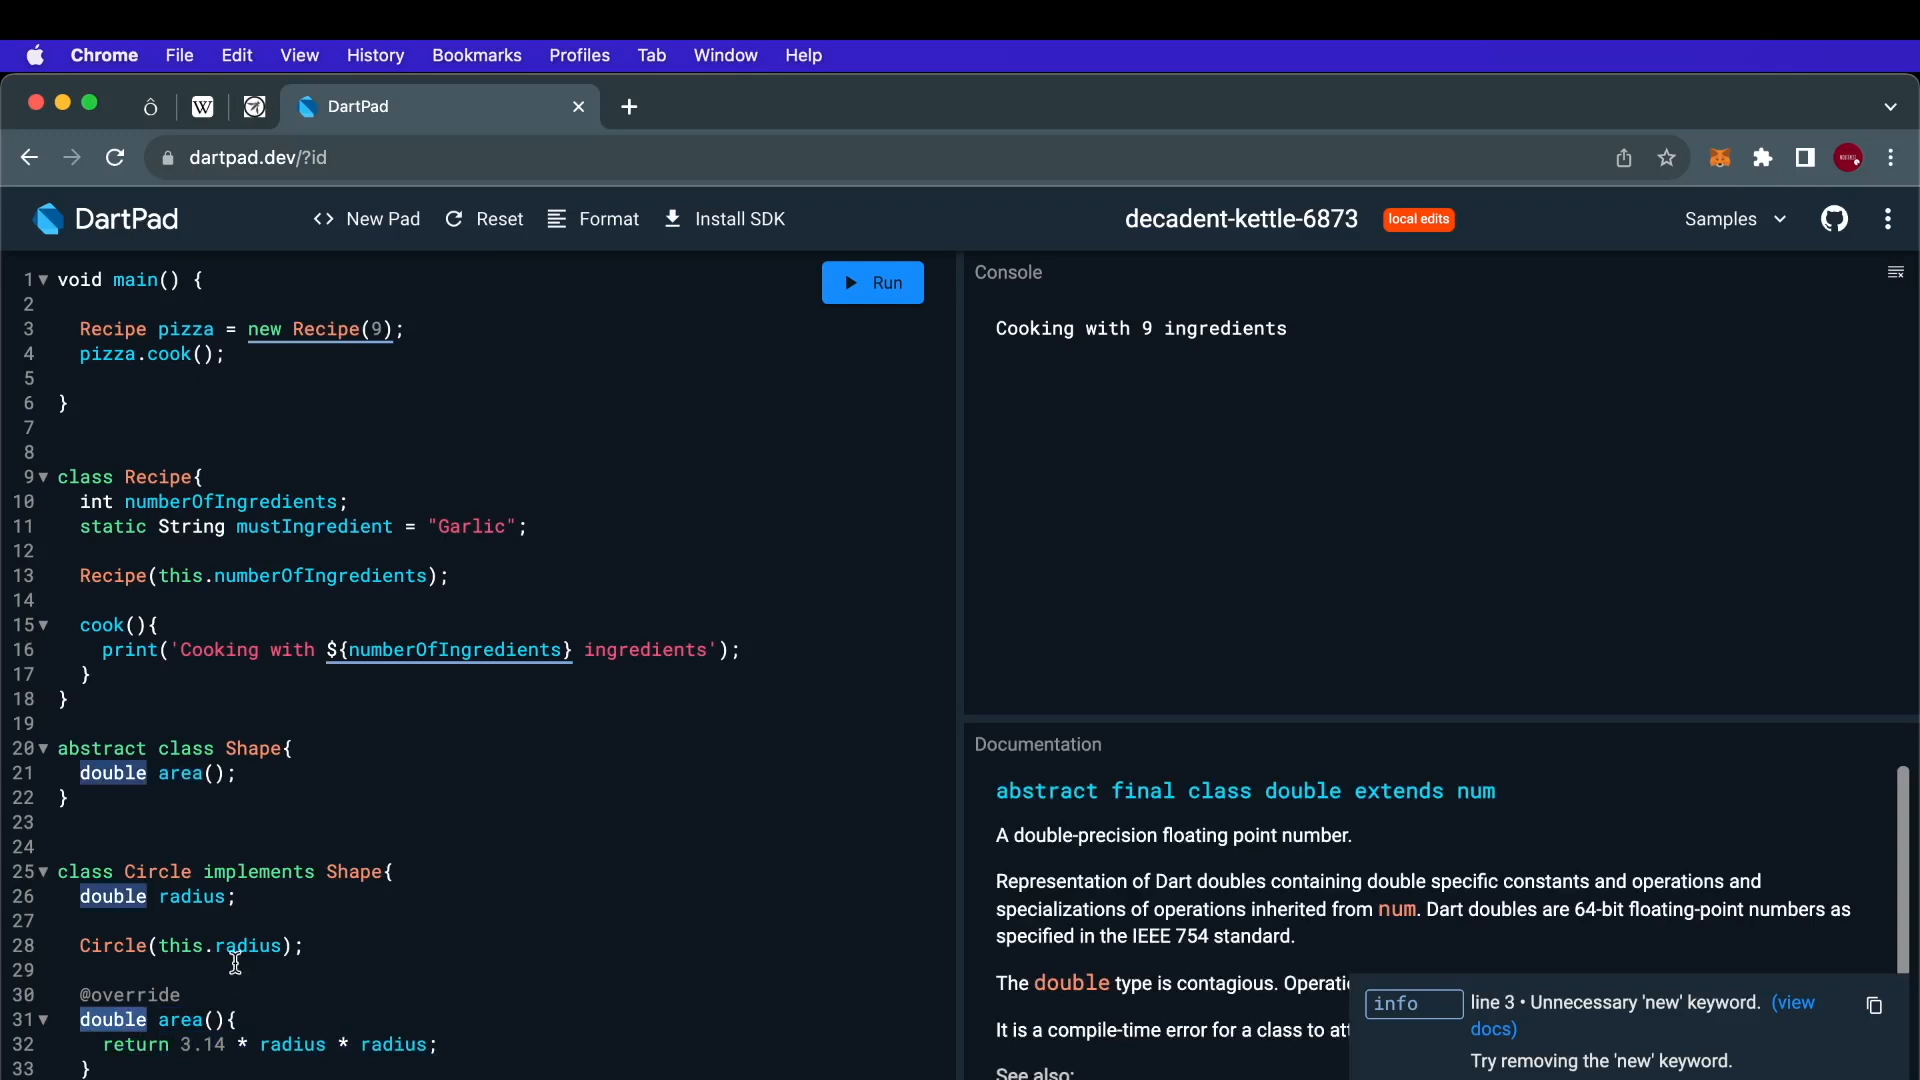 Chrome File Edit View History Bookmarks Profiles Tab Window Help
DartPad
dartpad.dev/?id
DartPad <> New Pad Reset Format Install SDK decadent-kettle-6873 local edits Samples
1 void main() {
2
3 Recipe pizza = new Recipe(9);
4 pizza.cook();
5
6 }
7
8
9 class Recipe{
10 int numberOfIngredients;
11 static String mustIngredient = "Garlic";
12
13 Recipe(this.numberOfIngredients);
14
15 cook(){
16 print('Cooking with ${numberOfIngredients} ingredients');
17 }
18 }
19
20 abstract class Shape{
21 double area();
22 }
23
24
25 class Circle implements Shape{
26 double radius;
27
28 Circle(this.radius);
29
30 @override
31 double area(){
32 return 3.14 * radius * radius;
33 }
Run
Console
Cooking with 9 ingredients
Documentation
abstract final class double extends num
A double-precision floating point number.
Representation of Dart doubles containing double specific constants and operations and
specializations of operations inherited from num. Dart doubles are 64-bit floating-point numbers as
specified in the IEEE 754 standard.
The double type is contagious. Operati
It is a compile-time error for a class to att
See also:
info line 3 • Unnecessary 'new' keyword. (view
docs)
Try removing the 'new' keyword.